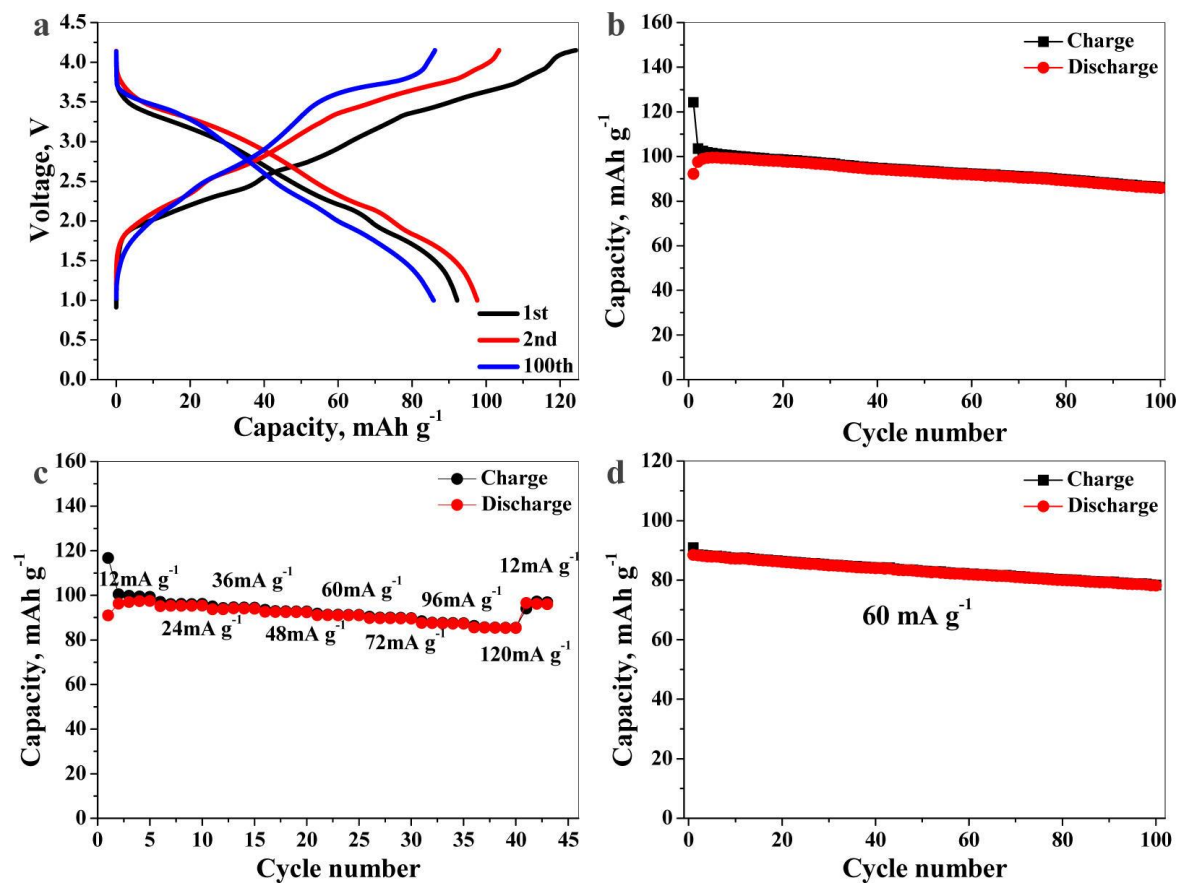 a
4.5
4.0
3.5
3.0
2.5
2.0
1.5
1.0
0.5
0.0
Voltage, V
0 20 40 60 80 100 120
Capacity, mAh g⁻¹
1st
2nd
100th
b
160
140
120
100
80
60
40
20
0
Capacity, mAh g⁻¹
0 20 40 60 80 100
Cycle number
Charge
Discharge
c
160
140
120
100
80
60
40
20
0
Capacity, mAh g⁻¹
0 5 10 15 20 25 30 35 40 45
Cycle number
Charge
Discharge
12mA g⁻¹
24mA g⁻¹
36mA g⁻¹
48mA g⁻¹
60mA g⁻¹
72mA g⁻¹
96mA g⁻¹
120mA g⁻¹
12mA g⁻¹
d
120
100
80
60
40
20
0
Capacity, mAh g⁻¹
0 20 40 60 80 100
Cycle number
Charge
Discharge
60 mA g⁻¹